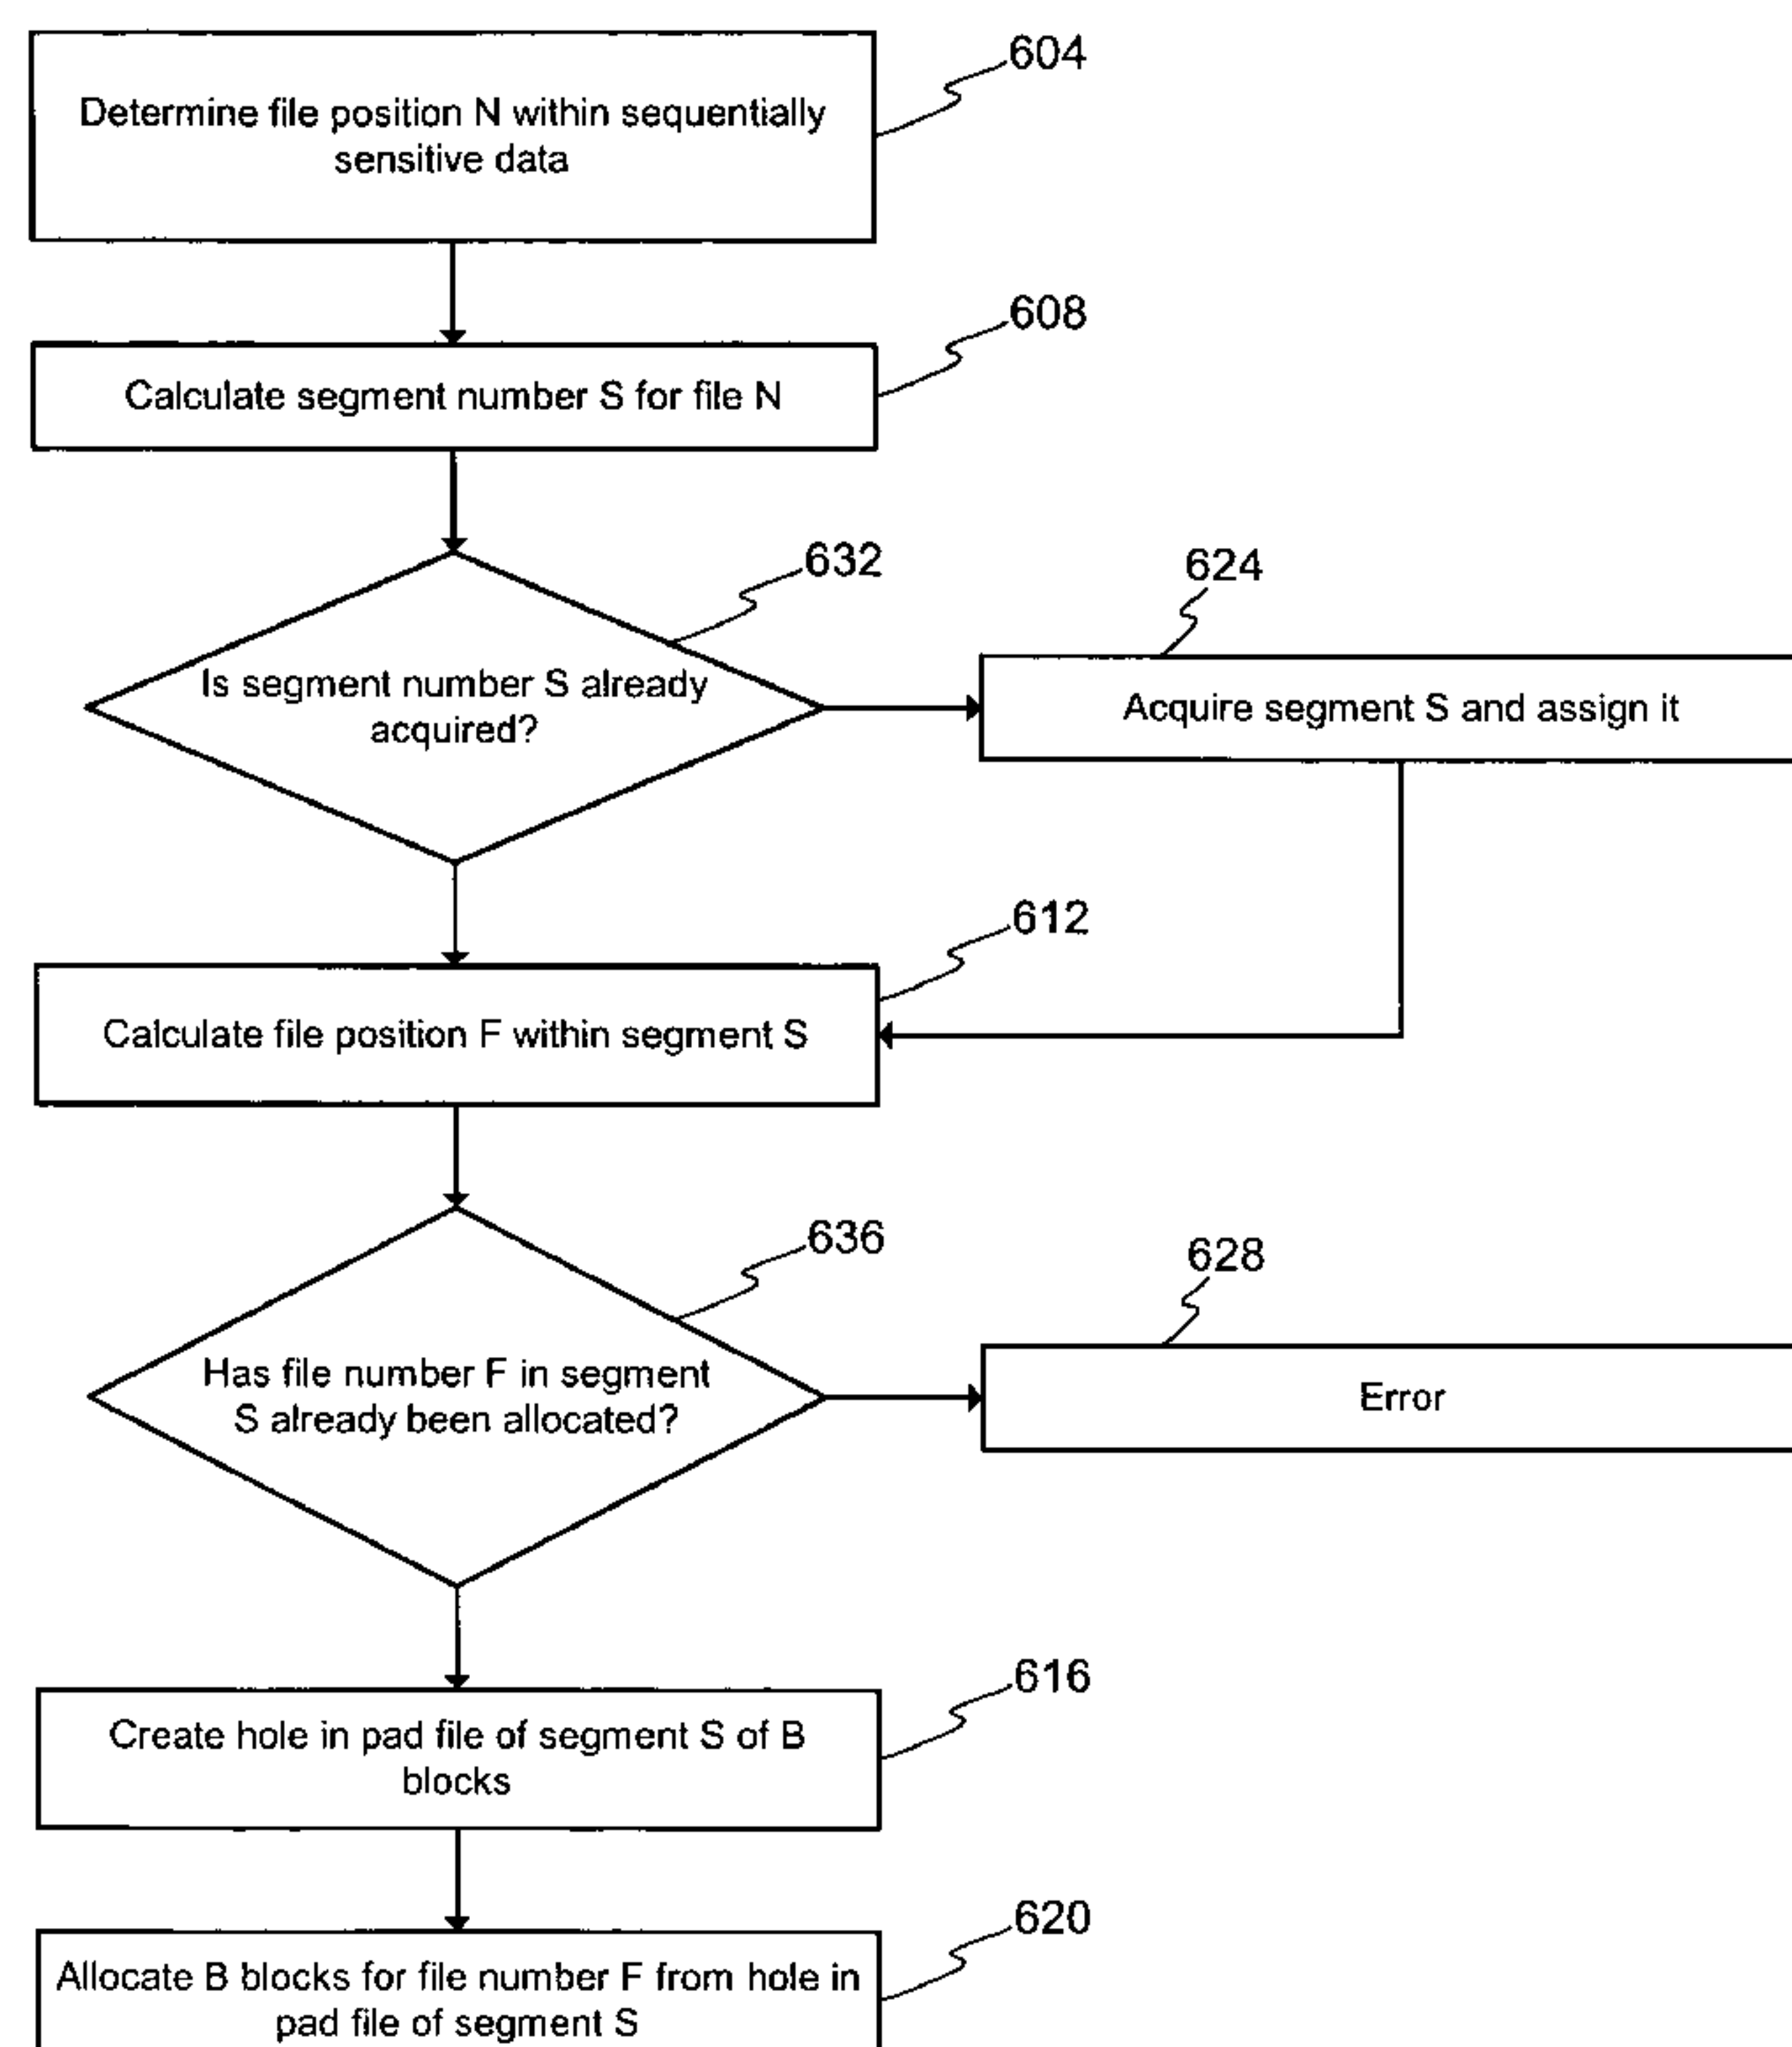 604
Determine file position N within sequentially
sensitive data
608
Calculate segment number S for file N
632
624
Is segment number S already
acquired?
Acquire segment S and assign it
612
Calculate file position F within segment S
636
628
Has file number F in segment
S already been allocated?
Error
616
Create hole in pad file of segment S of B
blocks
620
Allocate B blocks for file number F from hole in
pad file of segment S